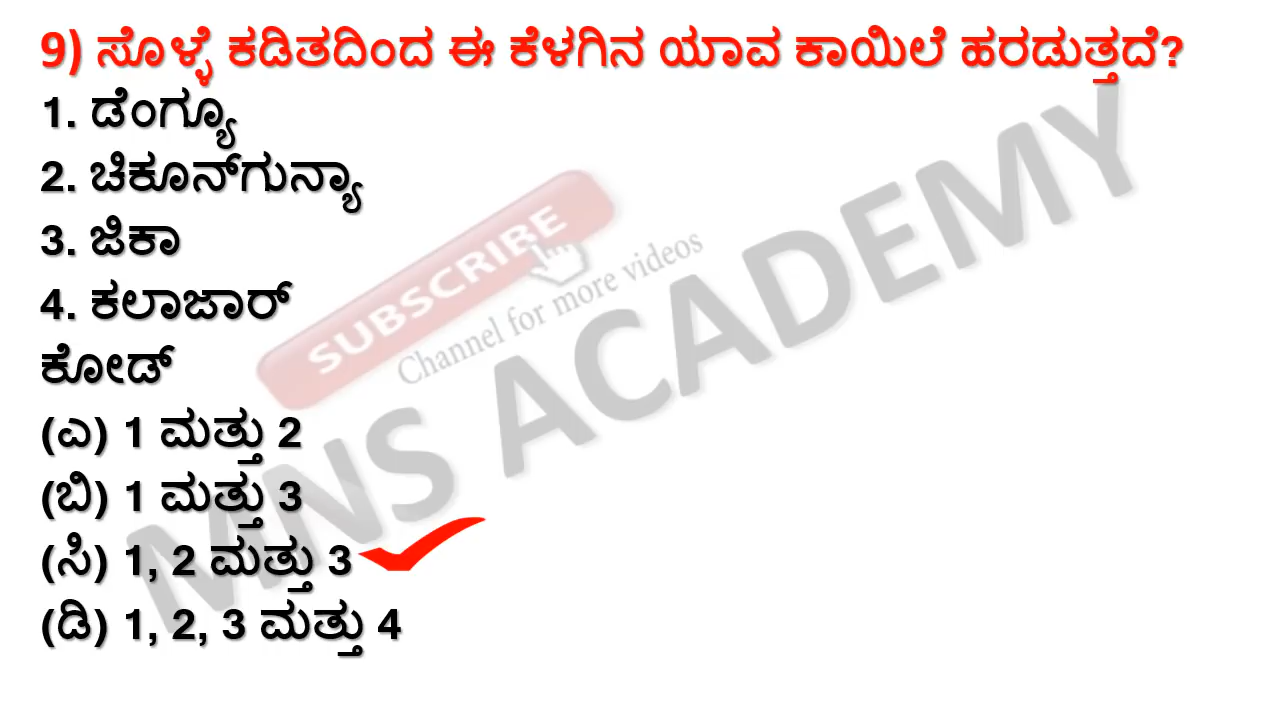 9) ಸೊಳ್ಳೆ ಕಡಿತದಿಂದ ಈ ಕೆಳಗಿನ ಯಾವ ಕಾಯಿಲೆ ಹರಡುತ್ತದೆ?
1. ಡೆಂಗ್ಯೂ
2. ಚಿಕೂನ್‌ಗುನ್ಯಾ
3. ಜಿಕಾ
4. ಕಲಾಜಾರ್
ಕೋಡ್
(ಎ) 1 ಮತ್ತು 2
(ಬಿ) 1 ಮತ್ತು 3
(ಸಿ) 1, 2 ಮತ್ತು 3
(ಡಿ) 1, 2, 3 ಮತ್ತು 4
SUBSCRIBE
Channel for more videos
MNS ACADEMY